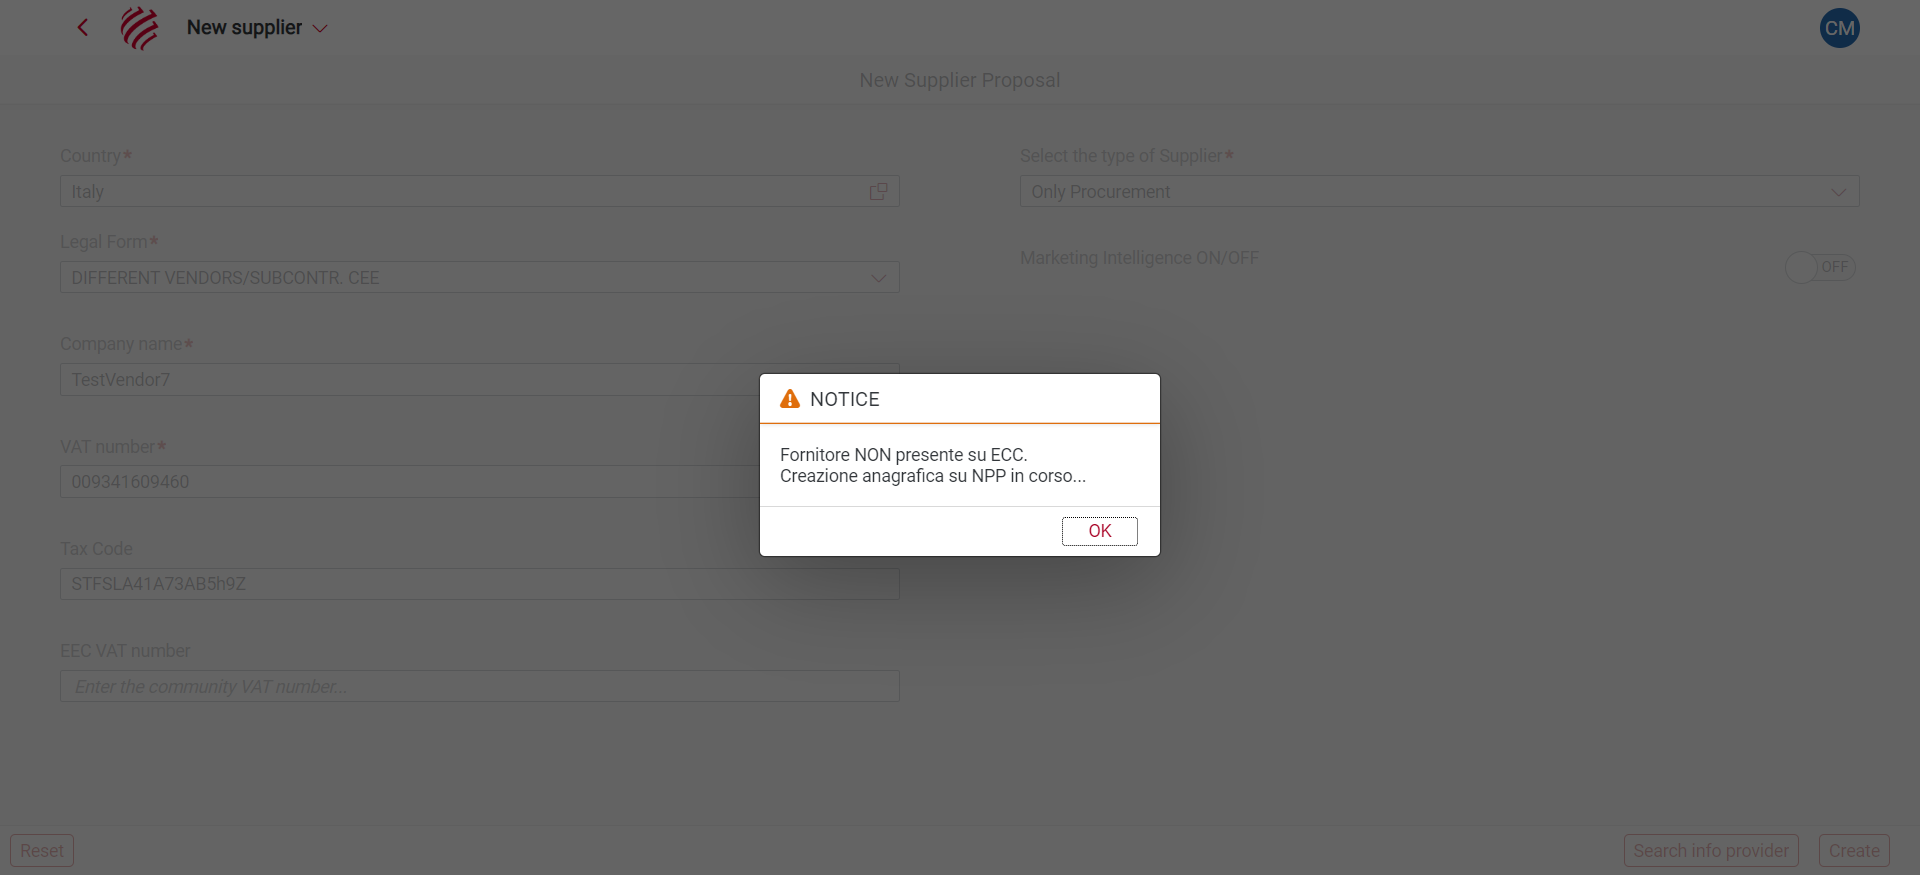 New supplier
CM
New Supplier Proposal
Country*
Italy
Select the type of Supplier*
Only Procurement
Legal Form*
DIFFERENT VENDORS/SUBCONTR. CEE
Marketing Intelligence ON/OFF
OFF
Company name*
TestVendor7
VAT number*
009341609460
Tax Code
STFSLA41A73AB5h9Z
EEC VAT number
Enter the community VAT number...
NOTICE
Fornitore NON presente su ECC.
Creazione anagrafica su NPP in corso...
OK
Reset
Search info provider
Create